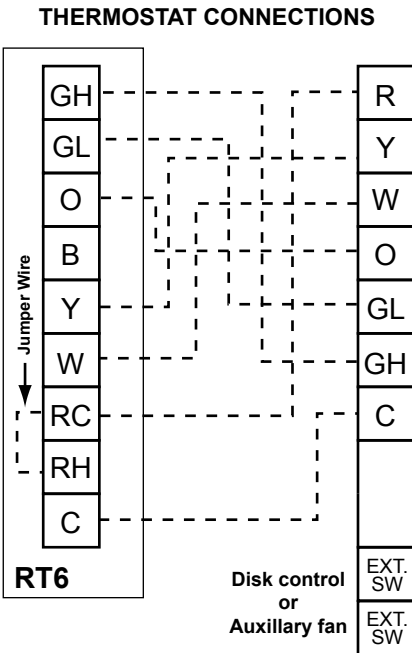 THERMOSTAT CONNECTIONS
GH
GL
O
B
Y
W
RC
RH
C
Jumper Wire
RT6
R
Y
W
O
GL
GH
C
EXT.
SW
EXT.
SW
Disk control
or
Auxillary fan